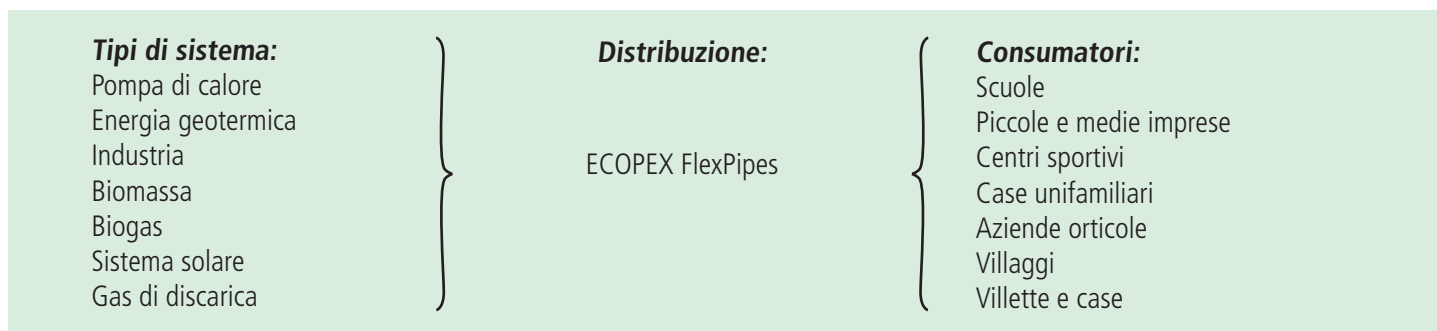 Tipi di sistema:
Pompa di calore
Energia geotermica
Industria
Biomassa
Biogas
Sistema solare
Gas di discarica
Distribuzione:
ECOPEX FlexPipes
Consumatori:
Scuole
Piccole e medie imprese
Centri sportivi
Case unifamiliari
Aziende orticole
Villaggi
Villette e case